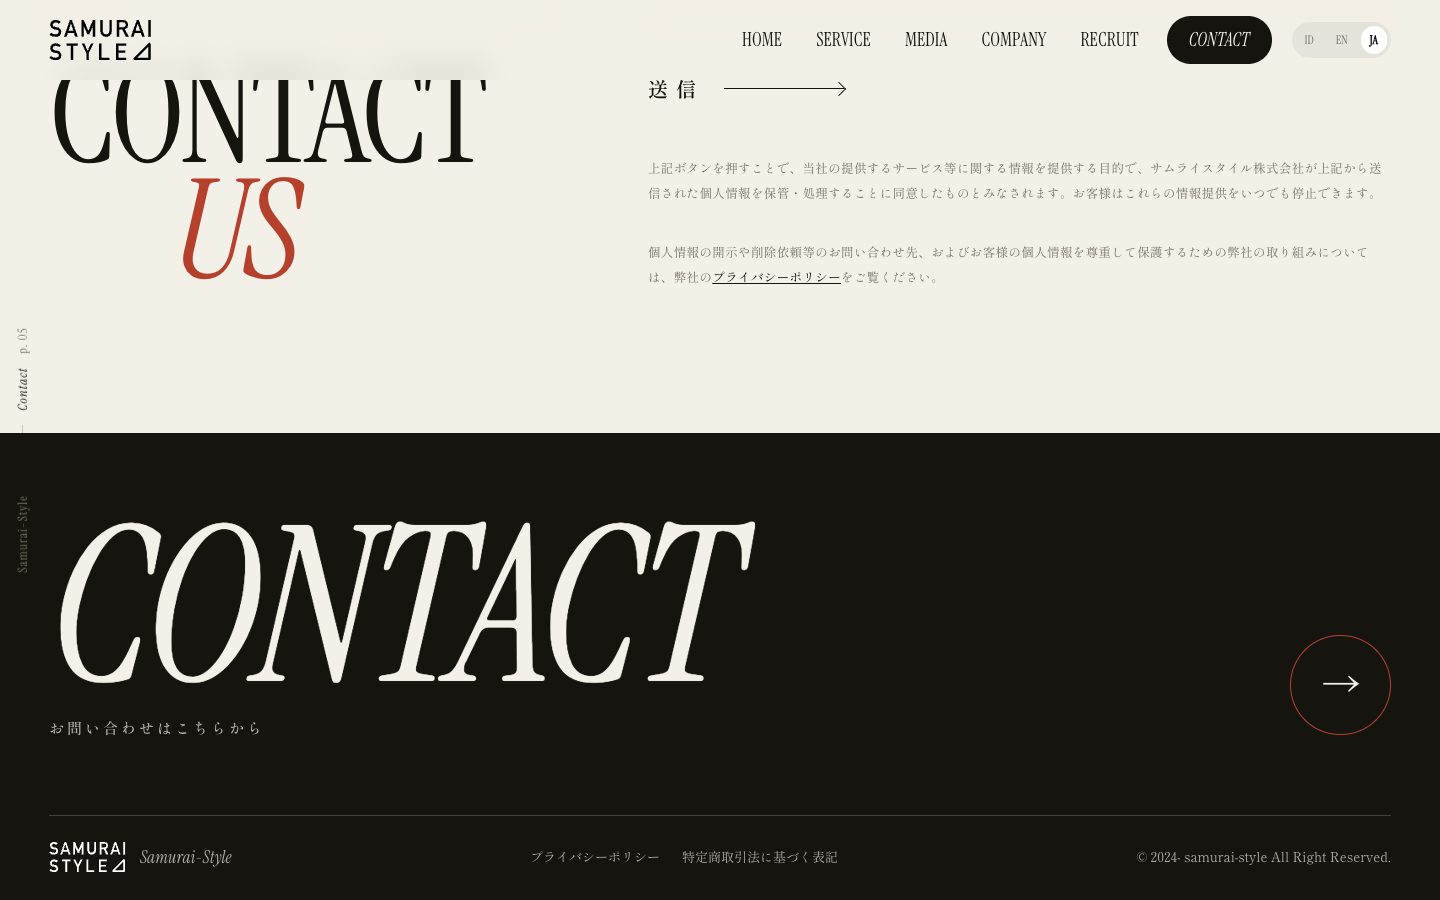 SAMURAI
STYLE
HOME SERVICE MEDIA COMPANY RECRUIT CONTACT ID EN JA
CONTACT
US
送信
上記ボタンを押すことで、当社の提供するサービス等に関する情報を提供する目的で、サムライスタイル株式会社が上記から送
信された個人情報を保管・処理することに同意したものとみなされます。お客様はこれらの情報提供をいつでも停止できます。
個人情報の開示や削除依頼等のお問い合わせ先、およびお客様の個人情報を尊重して保護するための弊社の取り組みについて
は、弊社のプライバシーポリシーをご覧ください。
Samurai-Style
Contact p. 05
CONTACT
お問い合わせはこちらから
SAMURAI
STYLE
Samurai-Style
プライバシーポリシー 特定商取引法に基づく表記
© 2024- samurai-style All Right Reserved.